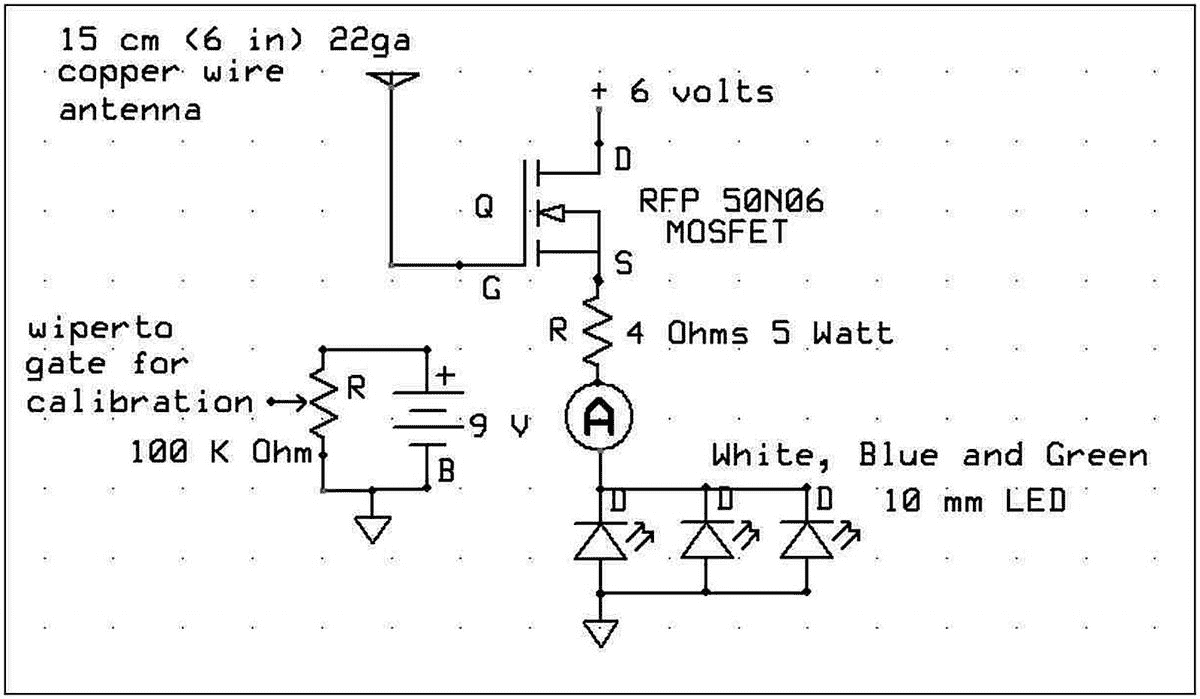 15 cm (6 in) 22ga
copper wire
antenna
+ 6 volts
D
Q
RFP 50N06
MOSFET
S
G
R
4 Ohms 5 Watt
wiperto
gate for
calibration
R
+
9 V
A
100 K Ohm
B
White, Blue and Green
D D D
10 mm LED